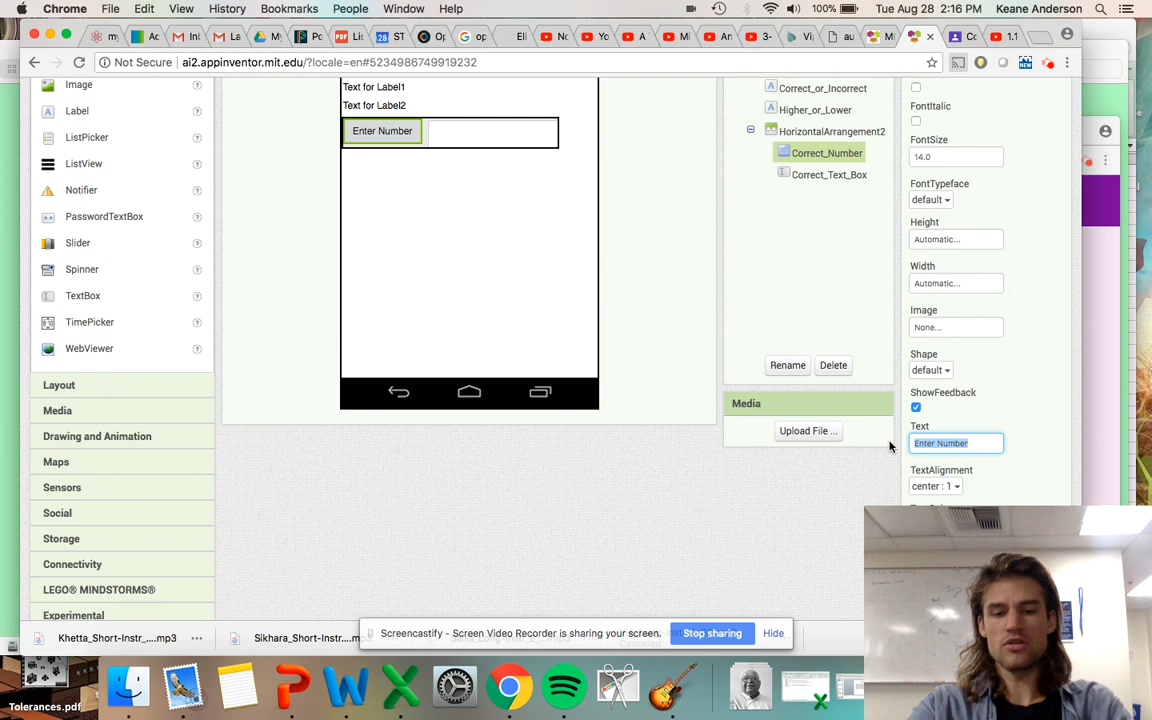 Chrome File Edit View History Bookmarks People Window Help 100% Tue Aug 28 2:16 PM Keane Anderson
Not Secure ai2.appinventor.mit.edu/?locale=en#5234986749919232
Image
Label
ListPicker
ListView
Notifier
PasswordTextBox
Slider
Spinner
TextBox
TimePicker
WebViewer
Layout
Media
Drawing and Animation
Maps
Sensors
Social
Storage
Connectivity
LEGO® MINDSTORMS®
Experimental
Text for Label1
Text for Label2
Enter Number
Correct_or_Incorrect
Higher_or_Lower
HorizontalArrangement2
Correct_Number
Correct_Text_Box
Rename Delete
Media
Upload File ...
FontItalic
FontSize
14.0
FontTypeface
default
Height
Automatic...
Width
Automatic...
Image
None...
Shape
default
ShowFeedback
Text
Enter Number
TextAlignment
center : 1
Khetta_Short-Instr_....mp3
Sikhara_Short-Instr....m
Screencastify - Screen Video Recorder is sharing your screen. Stop sharing Hide
Tolerances.pdf